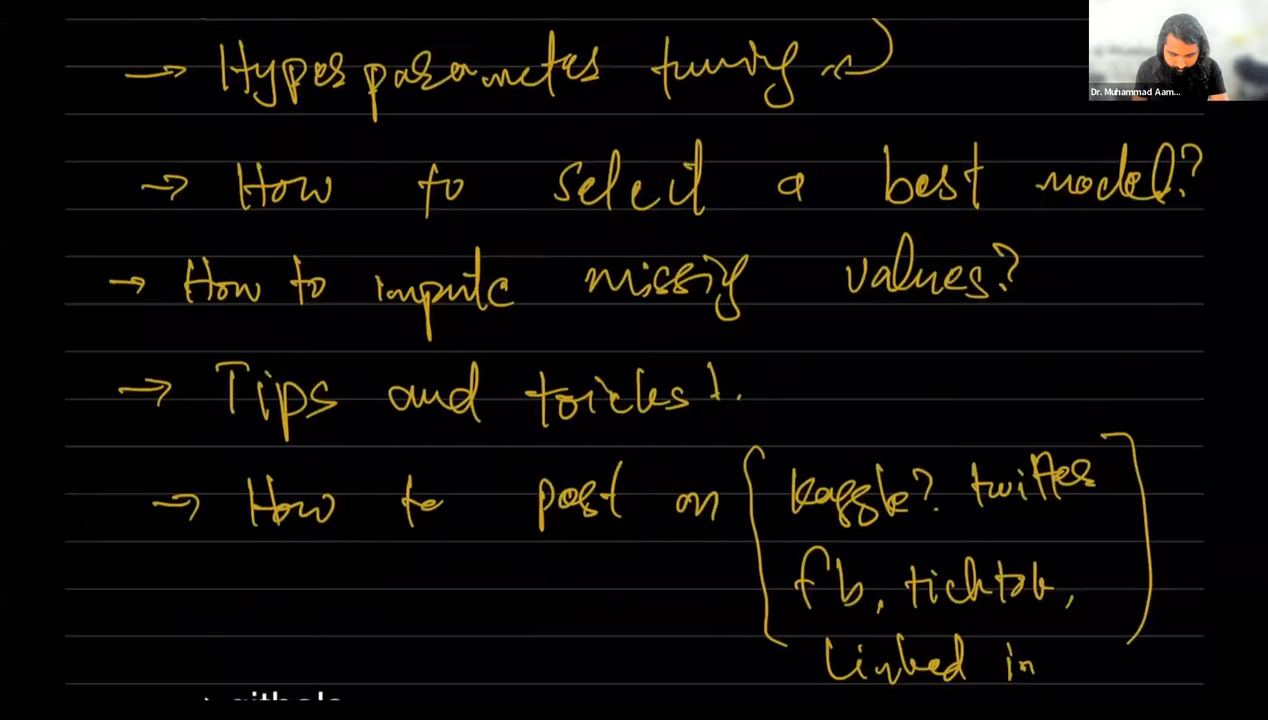 → Hyperparameter tuning
Dr. Muhammad Aam...
→ How to select a best model?
→ How to impute missing values?
→ Tips and tricks!.
→ How to post on [kaggle? twitter
fb, ticktok,
Linked in]